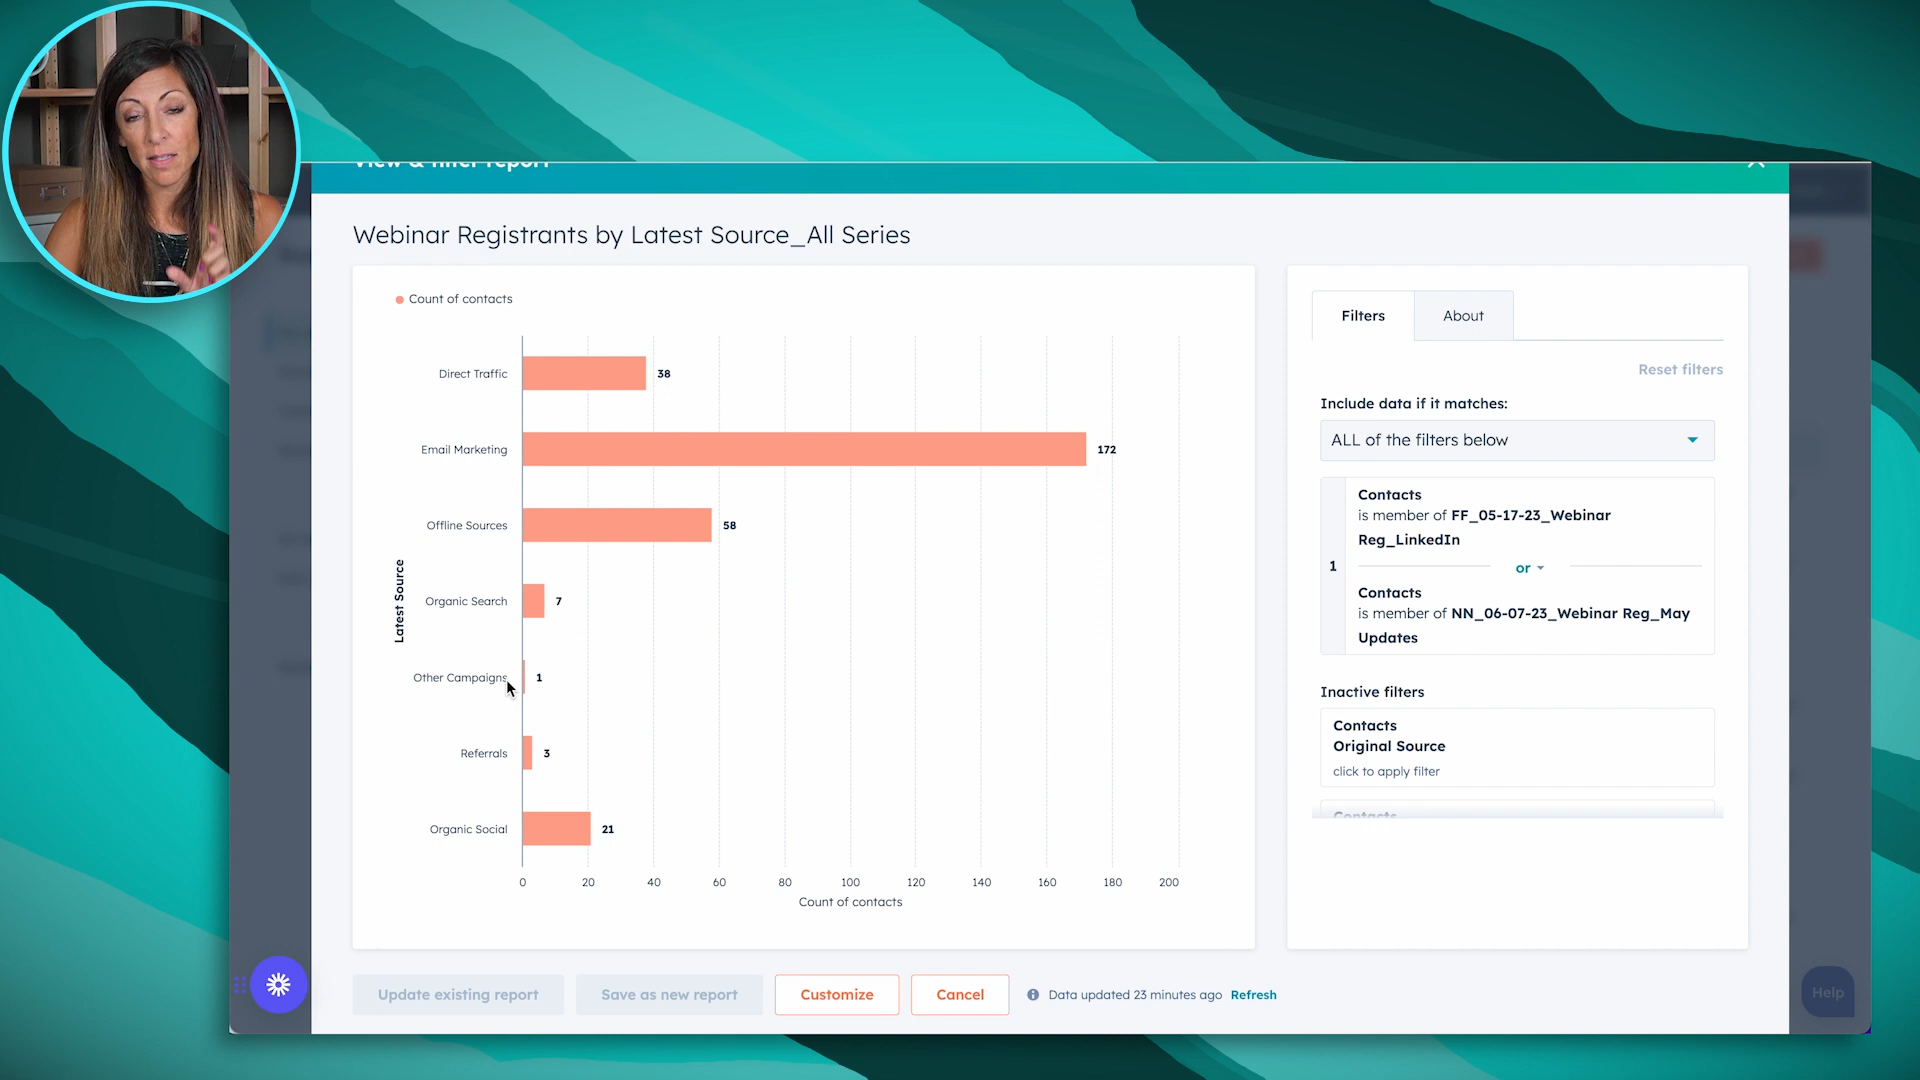 View & filter report
Webinar Registrants by Latest Source_All Series
Count of contacts
Latest Source
Direct Traffic
38
Email Marketing
172
Offline Sources
58
Organic Search
7
Other Campaigns
1
Referrals
3
Organic Social
21
0 20 40 60 80 100 120 140 160 180 200
Count of contacts
Filters About
Reset filters
Include data if it matches:
ALL of the filters below
1
Contacts
is member of FF_05-17-23_Webinar
Reg_LinkedIn
or
Contacts
is member of NN_06-07-23_Webinar Reg_May
Updates
Inactive filters
Contacts
Original Source
click to apply filter
Contacts
Update existing report Save as new report Customize Cancel Data updated 23 minutes ago Refresh
Help